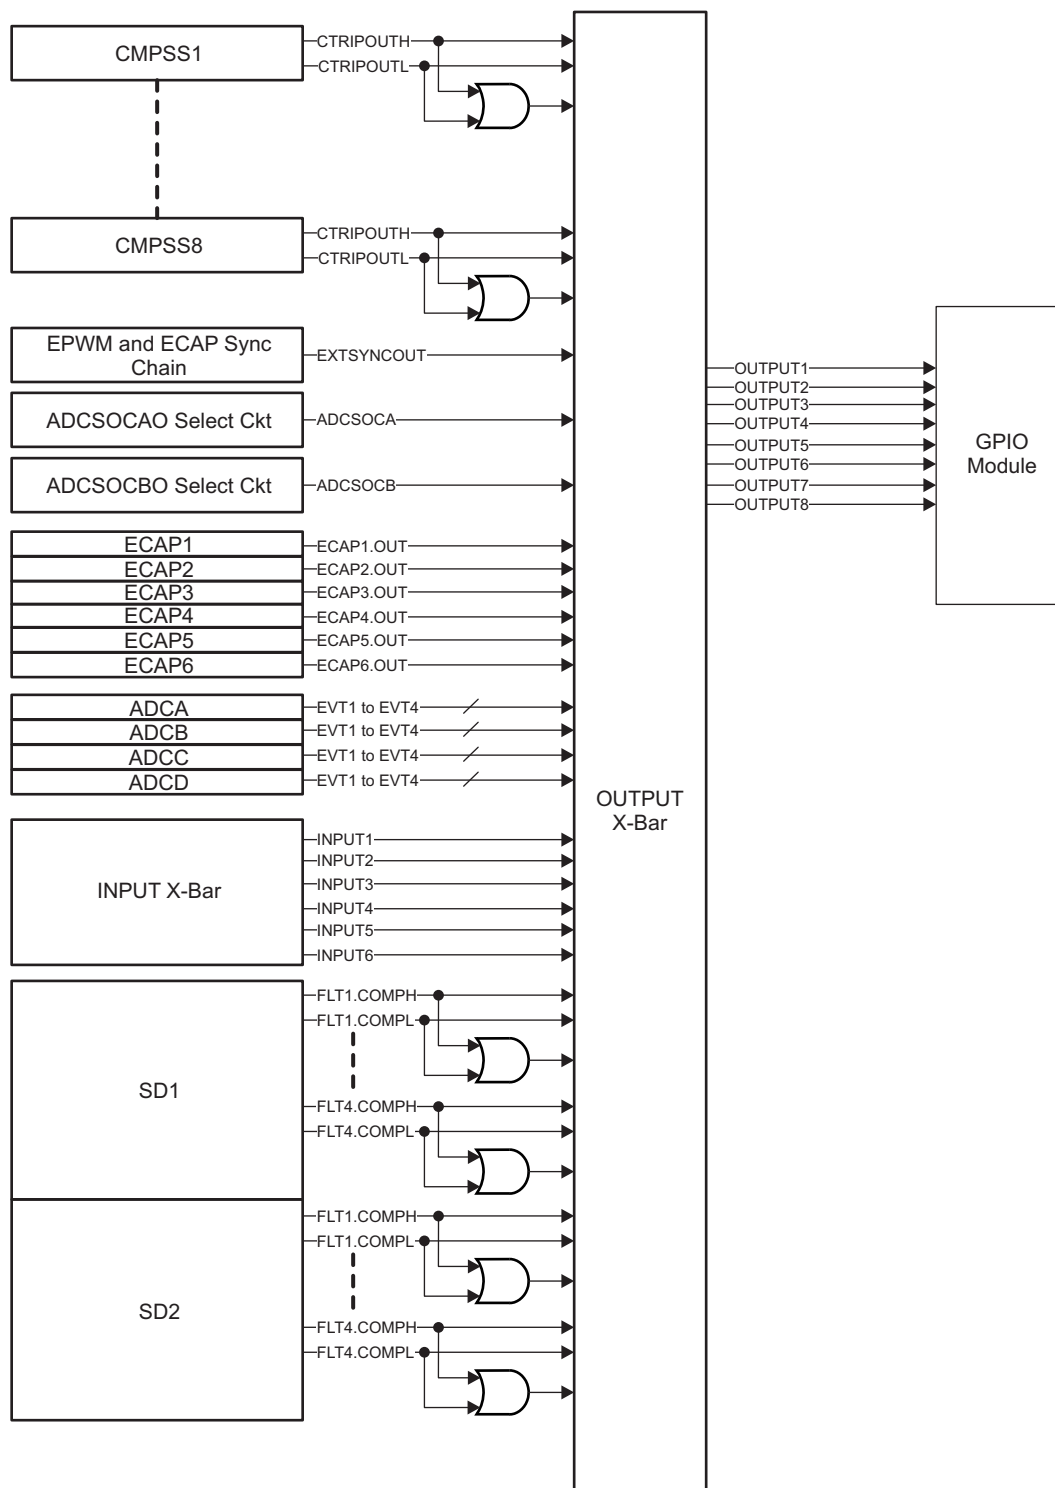 CMPSS1
CTRIPOUTH
CTRIPOUTL
CMPSS8
CTRIPOUTH
CTRIPOUTL
EPWM and ECAP Sync
Chain
EXTSYNCOUT
ADCSOCAO Select Ckt
ADCSOCA
ADCSOCBO Select Ckt
ADCSOCB
ECAP1
ECAP1.OUT
ECAP2
ECAP2.OUT
ECAP3
ECAP3.OUT
ECAP4
ECAP4.OUT
ECAP5
ECAP5.OUT
ECAP6
ECAP6.OUT
ADCA
EVT1 to EVT4
ADCB
EVT1 to EVT4
ADCC
EVT1 to EVT4
ADCD
EVT1 to EVT4
INPUT X-Bar
INPUT1
INPUT2
INPUT3
INPUT4
INPUT5
INPUT6
SD1
FLT1.COMPH
FLT1.COMPL
FLT4.COMPH
FLT4.COMPL
SD2
FLT1.COMPH
FLT1.COMPL
FLT4.COMPH
FLT4.COMPL
OUTPUT
X-Bar
OUTPUT1
OUTPUT2
OUTPUT3
OUTPUT4
OUTPUT5
OUTPUT6
OUTPUT7
OUTPUT8
GPIO
Module